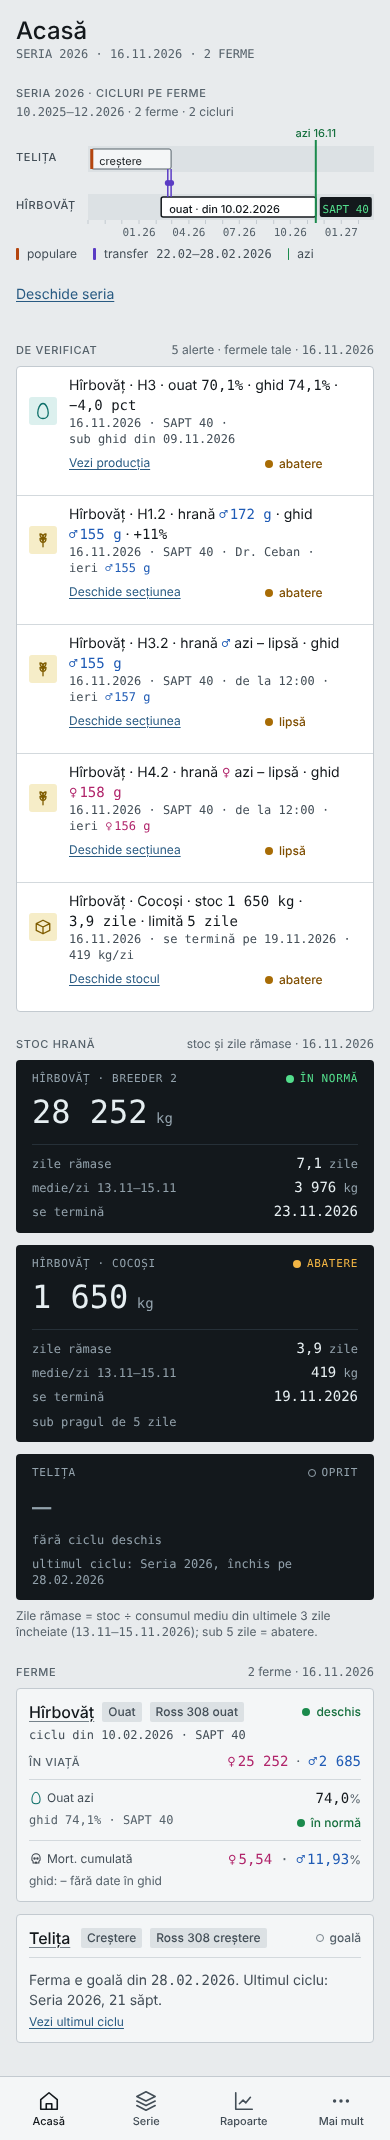 Acasă
SERIA 2026 · 16.11.2026 · 2 FERME
SERIA 2026 · CICLURI PE FERME
10.2025–12.2026 · 2 ferme · 2 cicluri
azi 16.11
TELIȚA
creștere
HÎRBOVĂȚ
ouat · din 10.02.2026
SAPT 40
01.26 04.26 07.26 10.26 01.27
populare transfer 22.02–28.02.2026 azi
Deschide seria
DE VERIFICAT
5 alerte · fermele tale · 16.11.2026
Hîrbovăț · H3 · ouat 70,1% · ghid 74,1% ·
−4,0 pct
16.11.2026 · SAPT 40 ·
sub ghid din 09.11.2026
Vezi producția
abatere
Hîrbovăț · H1.2 · hrană ♂172 g · ghid
♂155 g · +11%
16.11.2026 · SAPT 40 · Dr. Ceban ·
ieri ♂155 g
Deschide secțiunea
abatere
Hîrbovăț · H3.2 · hrană ♂ azi – lipsă · ghid
♂155 g
16.11.2026 · SAPT 40 · de la 12:00 ·
ieri ♂157 g
Deschide secțiunea
lipsă
Hîrbovăț · H4.2 · hrană ♀ azi – lipsă · ghid
♀158 g
16.11.2026 · SAPT 40 · de la 12:00 ·
ieri ♀156 g
Deschide secțiunea
lipsă
Hîrbovăț · Cocoși · stoc 1 650 kg ·
3,9 zile · limită 5 zile
16.11.2026 · se termină pe 19.11.2026 ·
419 kg/zi
Deschide stocul
abatere
STOC HRANĂ
stoc și zile rămase · 16.11.2026
HÎRBOVĂȚ · BREEDER 2
ÎN NORMĂ
28 252 kg
zile rămase 7,1 zile
medie/zi 13.11–15.11 3 976 kg
se termină 23.11.2026
HÎRBOVĂȚ · COCOȘI
ABATERE
1 650 kg
zile rămase 3,9 zile
medie/zi 13.11–15.11 419 kg
se termină 19.11.2026
sub pragul de 5 zile
TELIȚA
OPRIT
—
fără ciclu deschis
ultimul ciclu: Seria 2026, închis pe
28.02.2026
Zile rămase = stoc ÷ consumul mediu din ultimele 3 zile
încheiate (13.11–15.11.2026); sub 5 zile = abatere.
FERME
2 ferme · 16.11.2026
Hîrbovăț Ouat Ross 308 ouat deschis
ciclu din 10.02.2026 · SAPT 40
ÎN VIAȚĂ ♀25 252 · ♂2 685
Ouat azi 74,0%
ghid 74,1% · SAPT 40 în normă
Mort. cumulată ♀5,54 · ♂11,93%
ghid: – fără date în ghid
Telița Creștere Ross 308 creștere goală
Ferma e goală din 28.02.2026. Ultimul ciclu:
Seria 2026, 21 săpt.
Vezi ultimul ciclu
Acasă Serie Rapoarte Mai mult